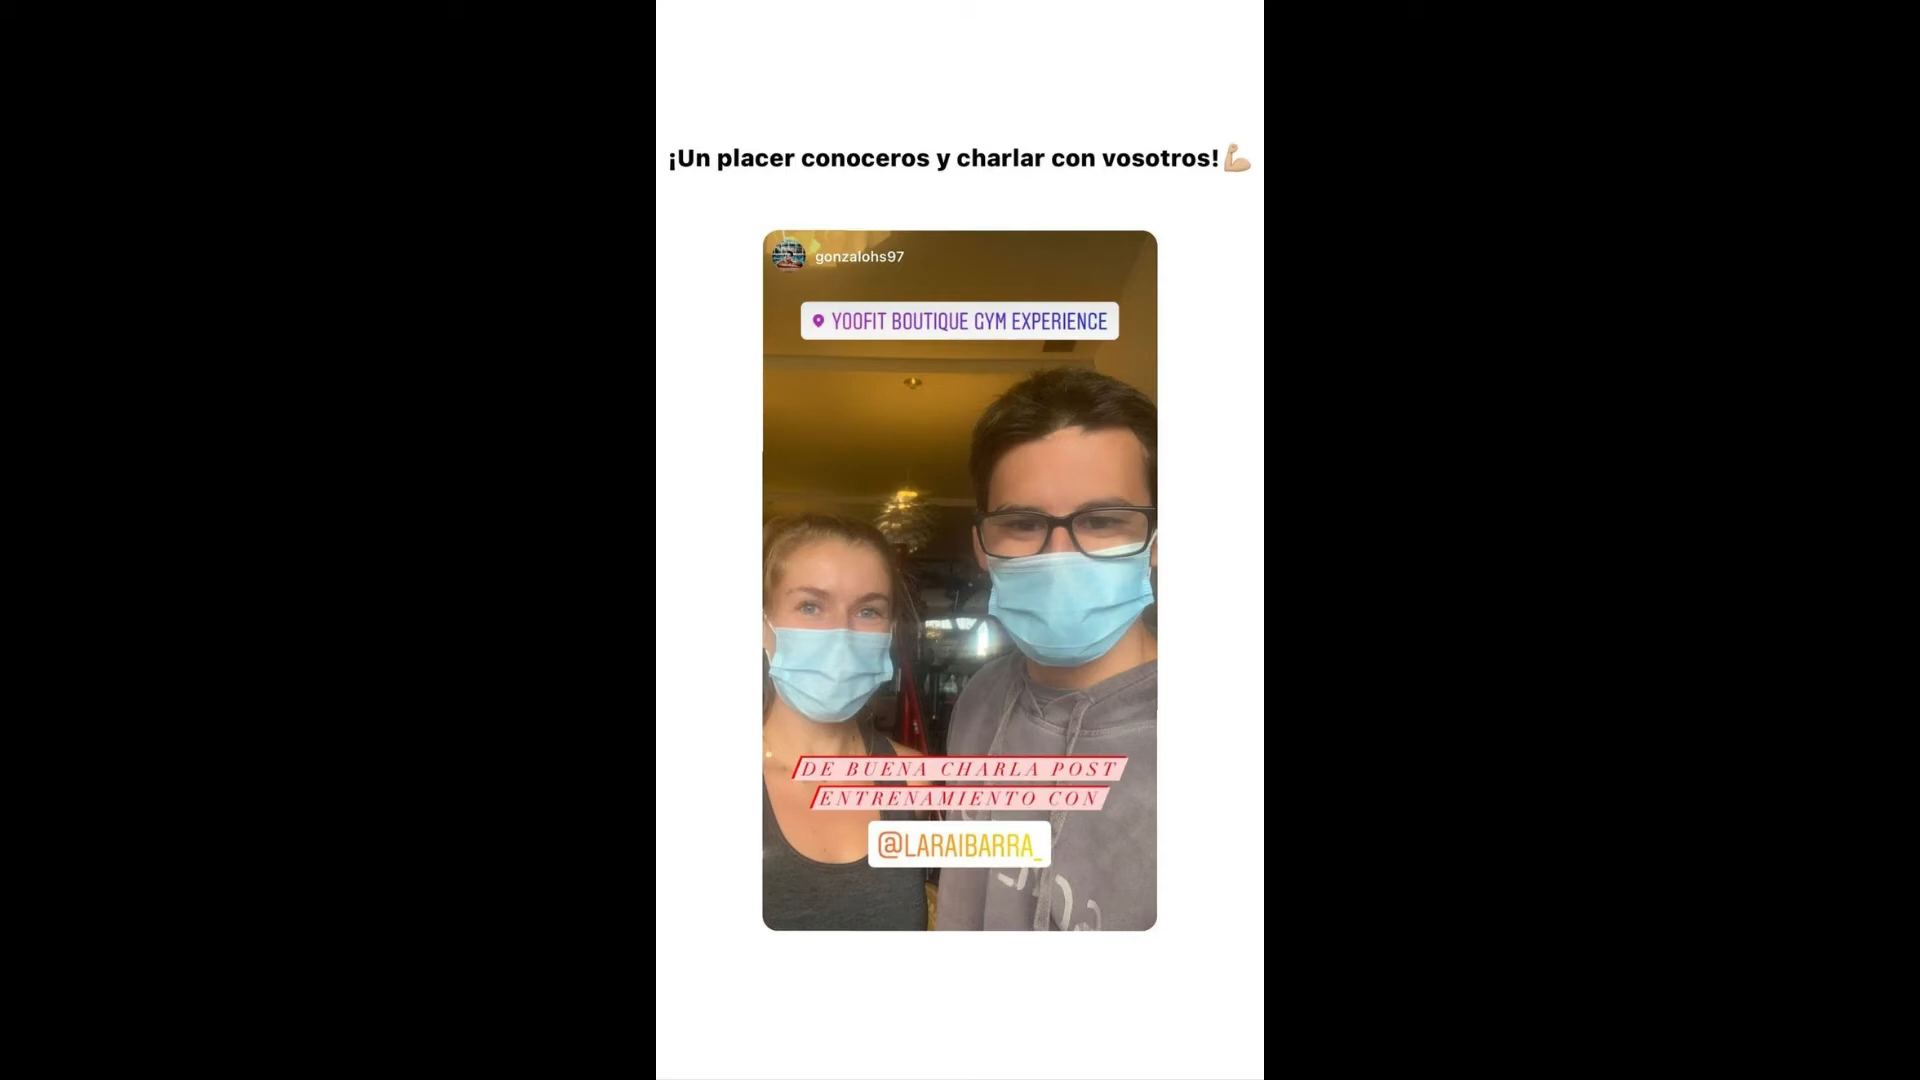 ¡Un placer conoceros y charlar con vosotros!💪🏼
gonzalohs97
YOOFIT BOUTIQUE GYM EXPERIENCE
DE BUENA CHARLA POST
ENTRENAMIENTO CON
@LARAIBARRA_